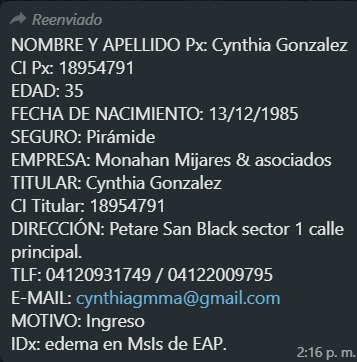 Reenviado
NOMBRE Y APELLIDO Px: Cynthia Gonzalez
CI Px: 18954791
EDAD: 35
FECHA DE NACIMIENTO: 13/12/1985
SEGURO: Pirámide
EMPRESA: Monahan Mijares & asociados
TITULAR: Cynthia Gonzalez
CI Titular: 18954791
DIRECCIÓN: Petare San Black sector 1 calle
principal.
TLF: 04120931749 / 04122009795
E-MAIL: cynthiagmma@gmail.com
MOTIVO: Ingreso
IDx: edema en MsIs de EAP.
2:16 p. m.